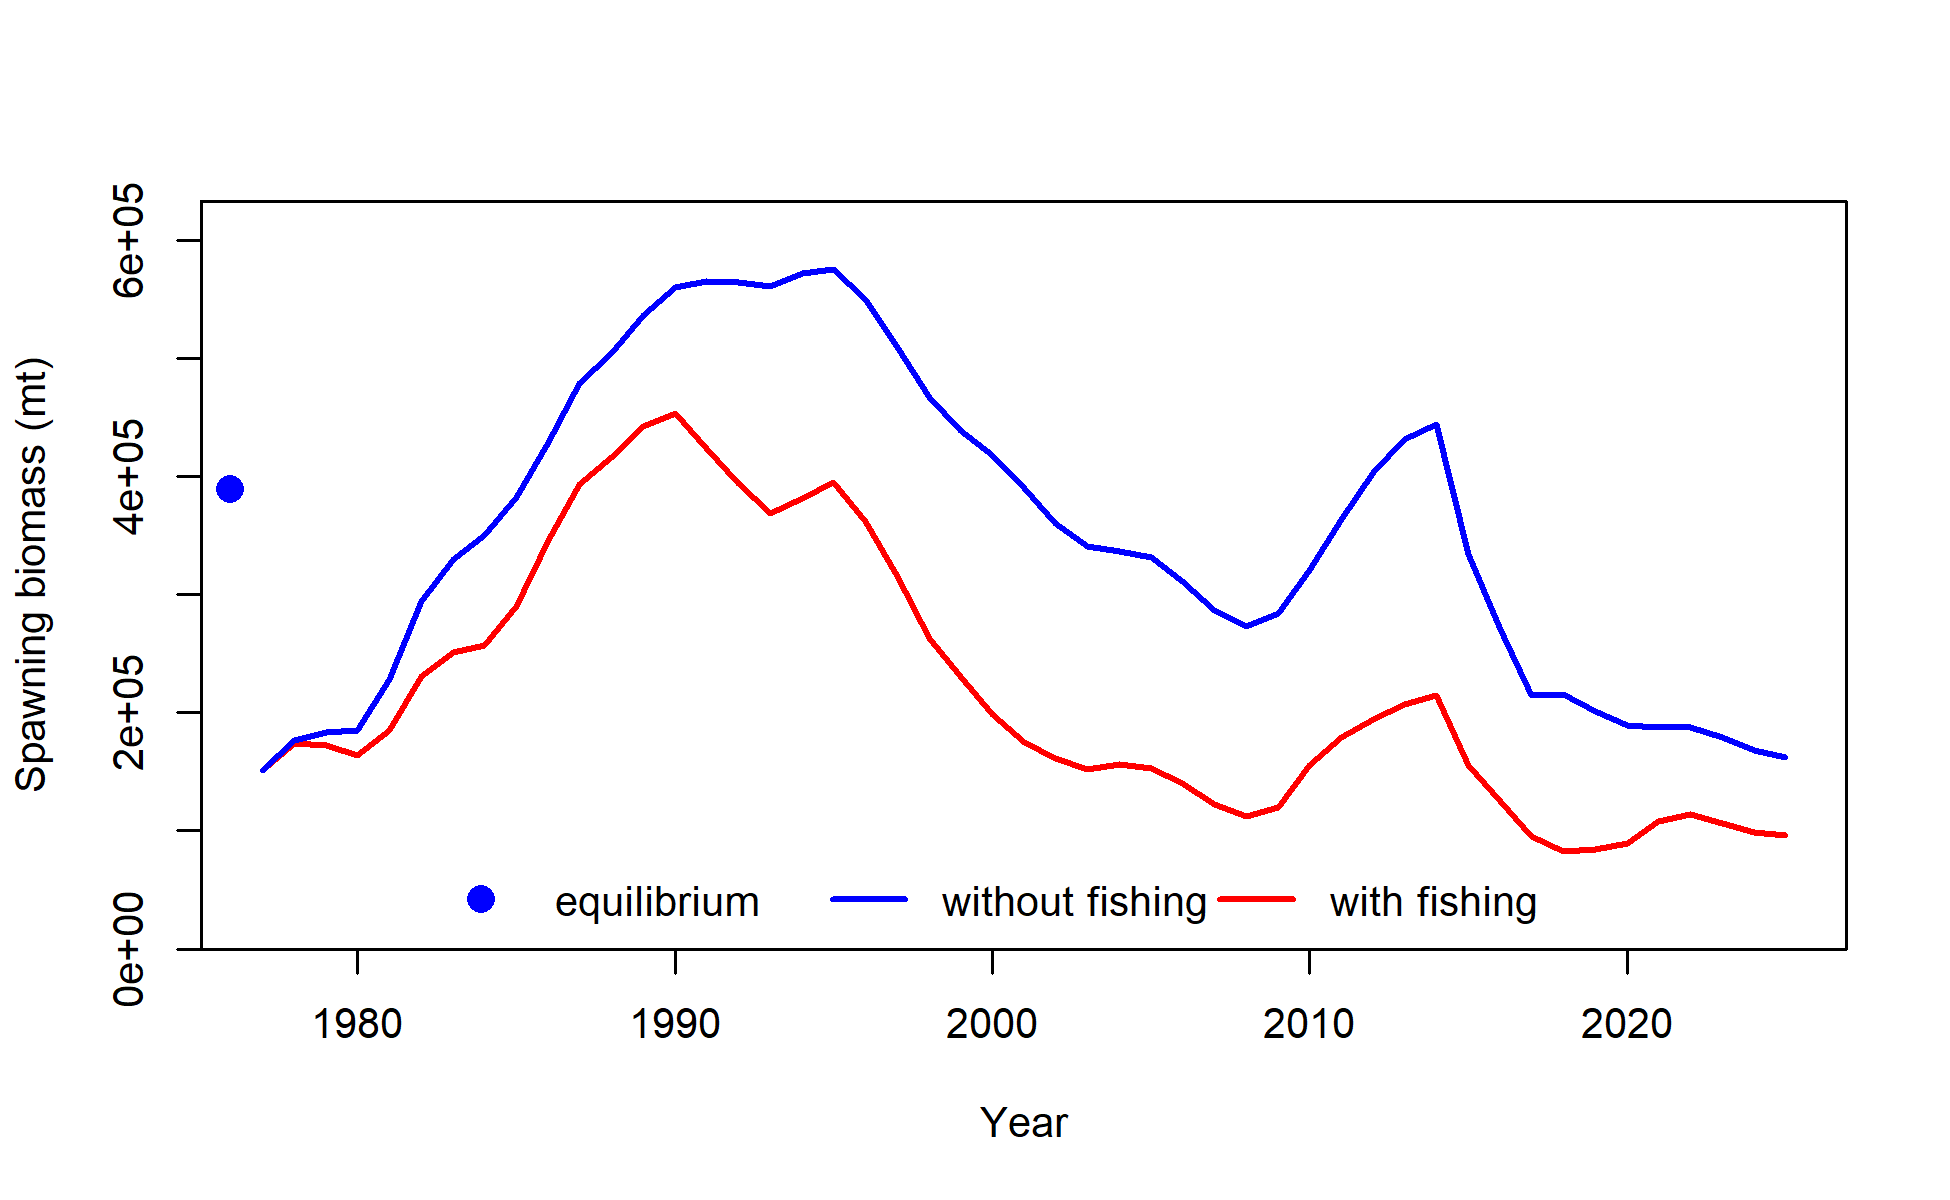 6e+05
4e+05
2e+05
0e+00
Spawning biomass (mt)
equilibrium without fishing with fishing
1980 1990 2000 2010 2020
Year